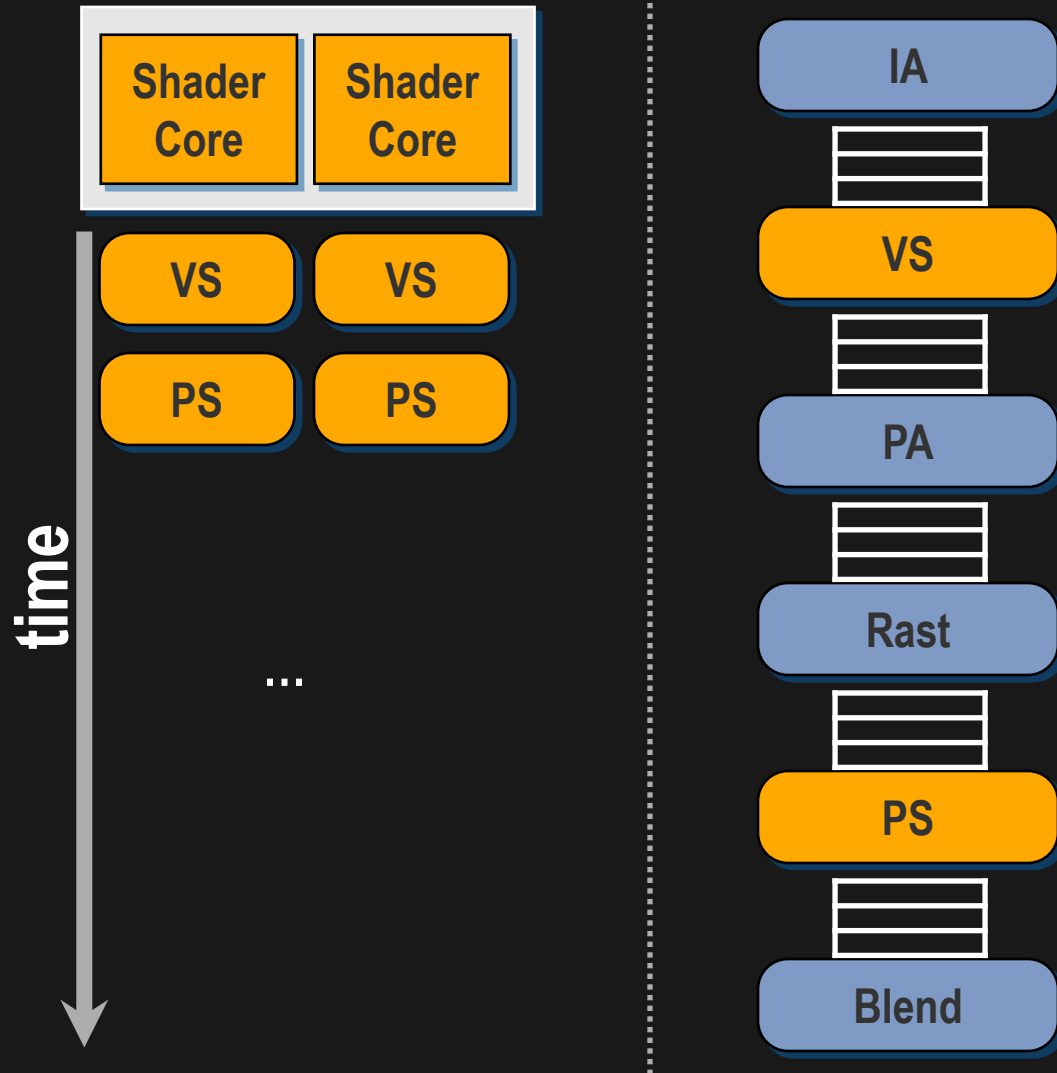 Shader
Core
Shader
Core
VS
VS
PS
PS
time
...
IA
VS
PA
Rast
PS
Blend